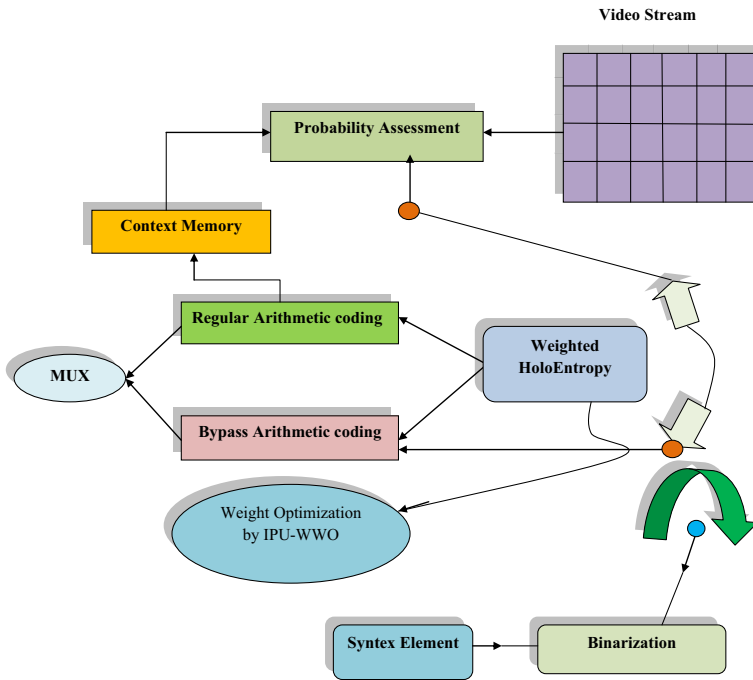 Video Stream
Probability Assessment
Context Memory
Regular Arithmetic coding
Weighted
HoloEntropy
MUX
Bypass Arithmetic coding
Weight Optimization
by IPU-WWO
Syntex Element
Binarization